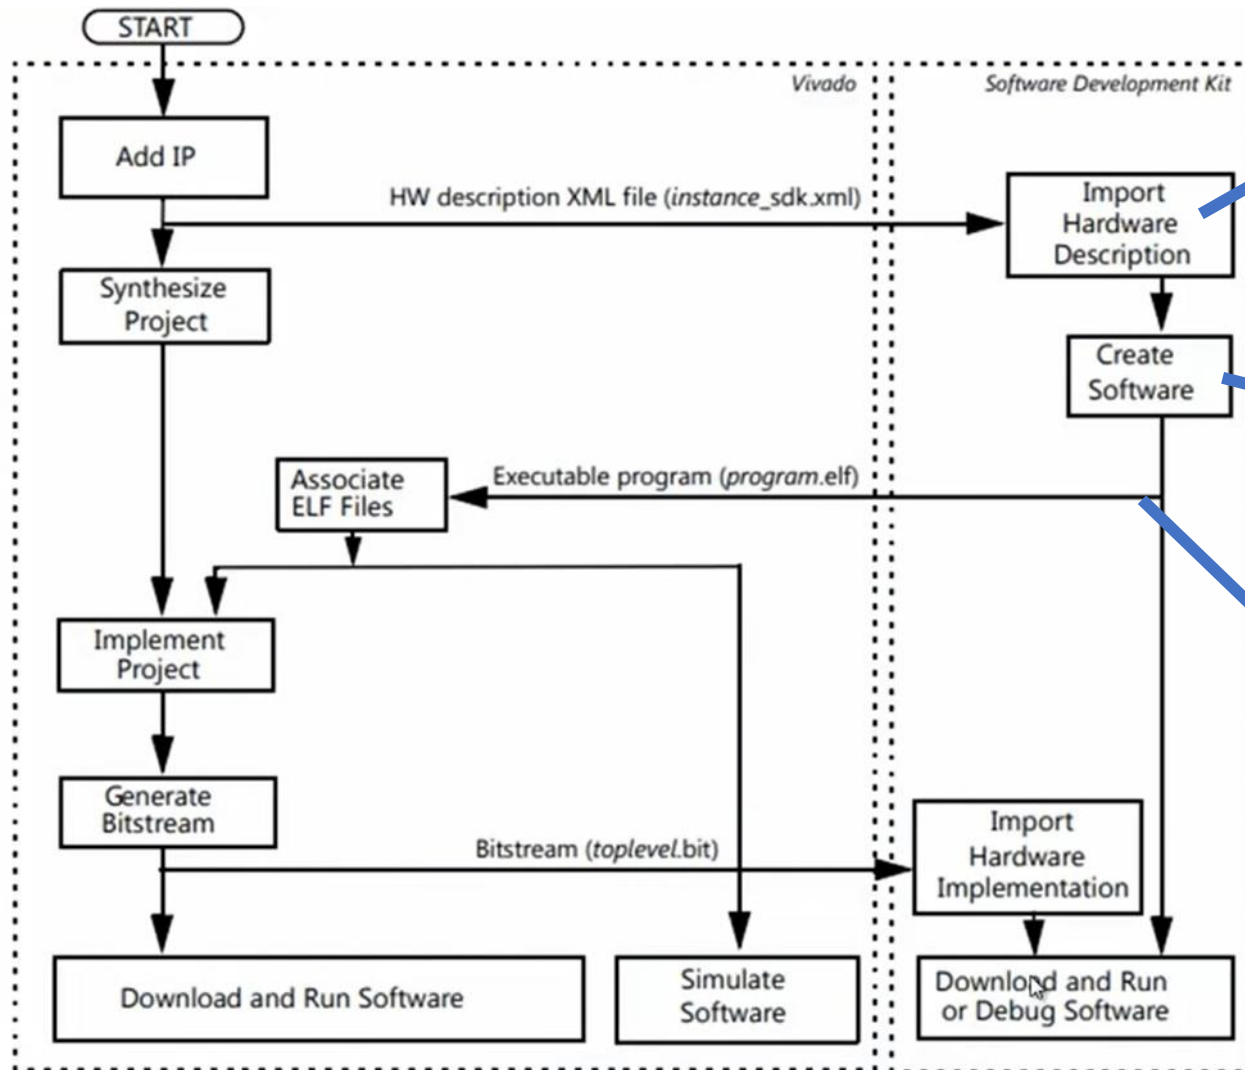 START
Vivado
Software Development Kit
Add IP
HW description XML file (instance_sdk.xml)
Import
Hardware
Description
Synthesize
Project
Create
Software
Associate
ELF Files
Executable program (program.elf)
Implement
Project
Generate
Bitstream
Bitstream (toplevel.bit)
Import
Hardware
Implementation
Download and Run Software
Simulate
Software
Download and Run
or Debug Software